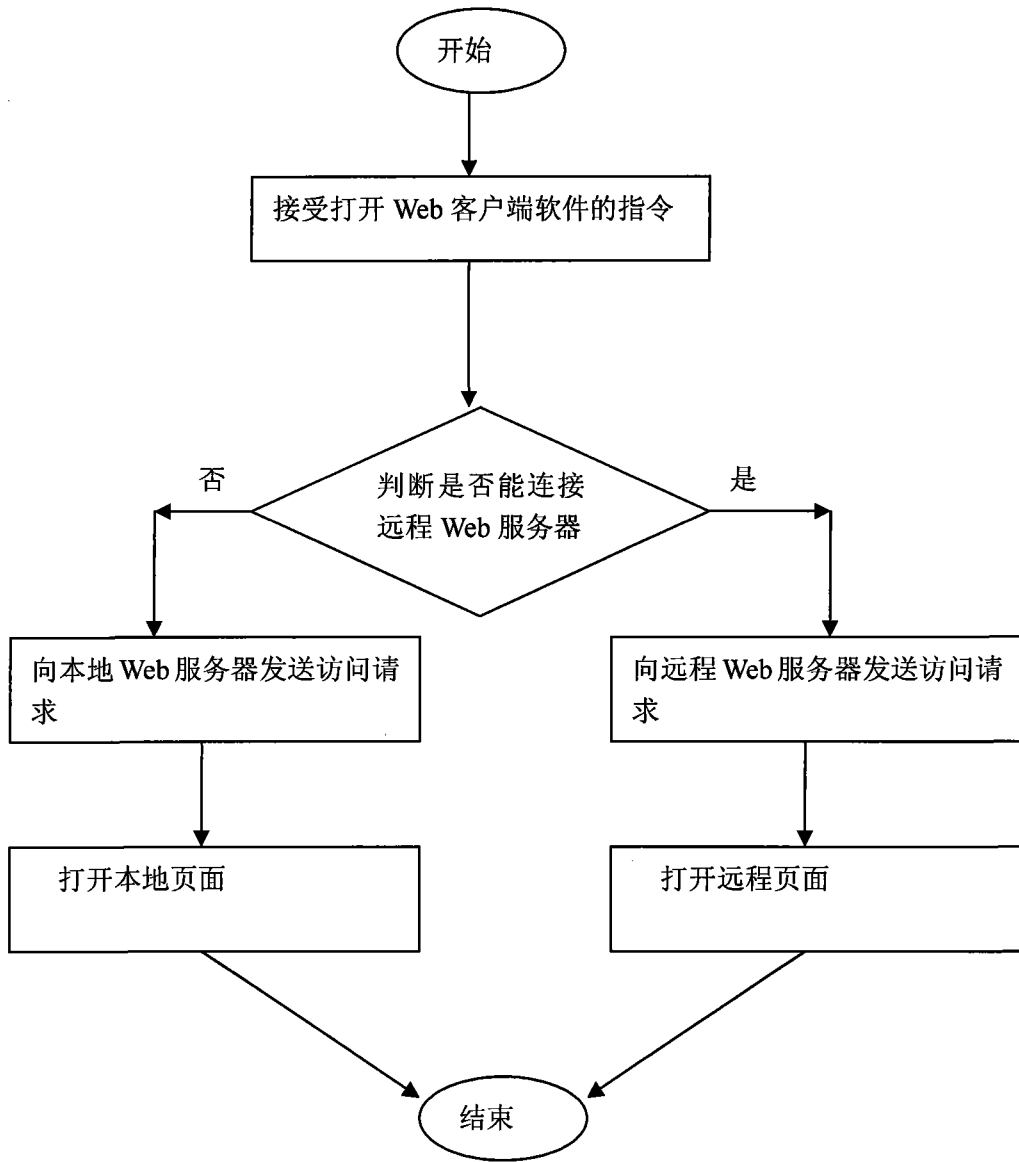 开始
接受打开 Web 客户端软件的指令
否
判断是否能连接
远程 Web 服务器
是
向本地 Web 服务器发送访问请
求
向远程 Web 服务器发送访问请
求
打开本地页面
打开远程页面
结束